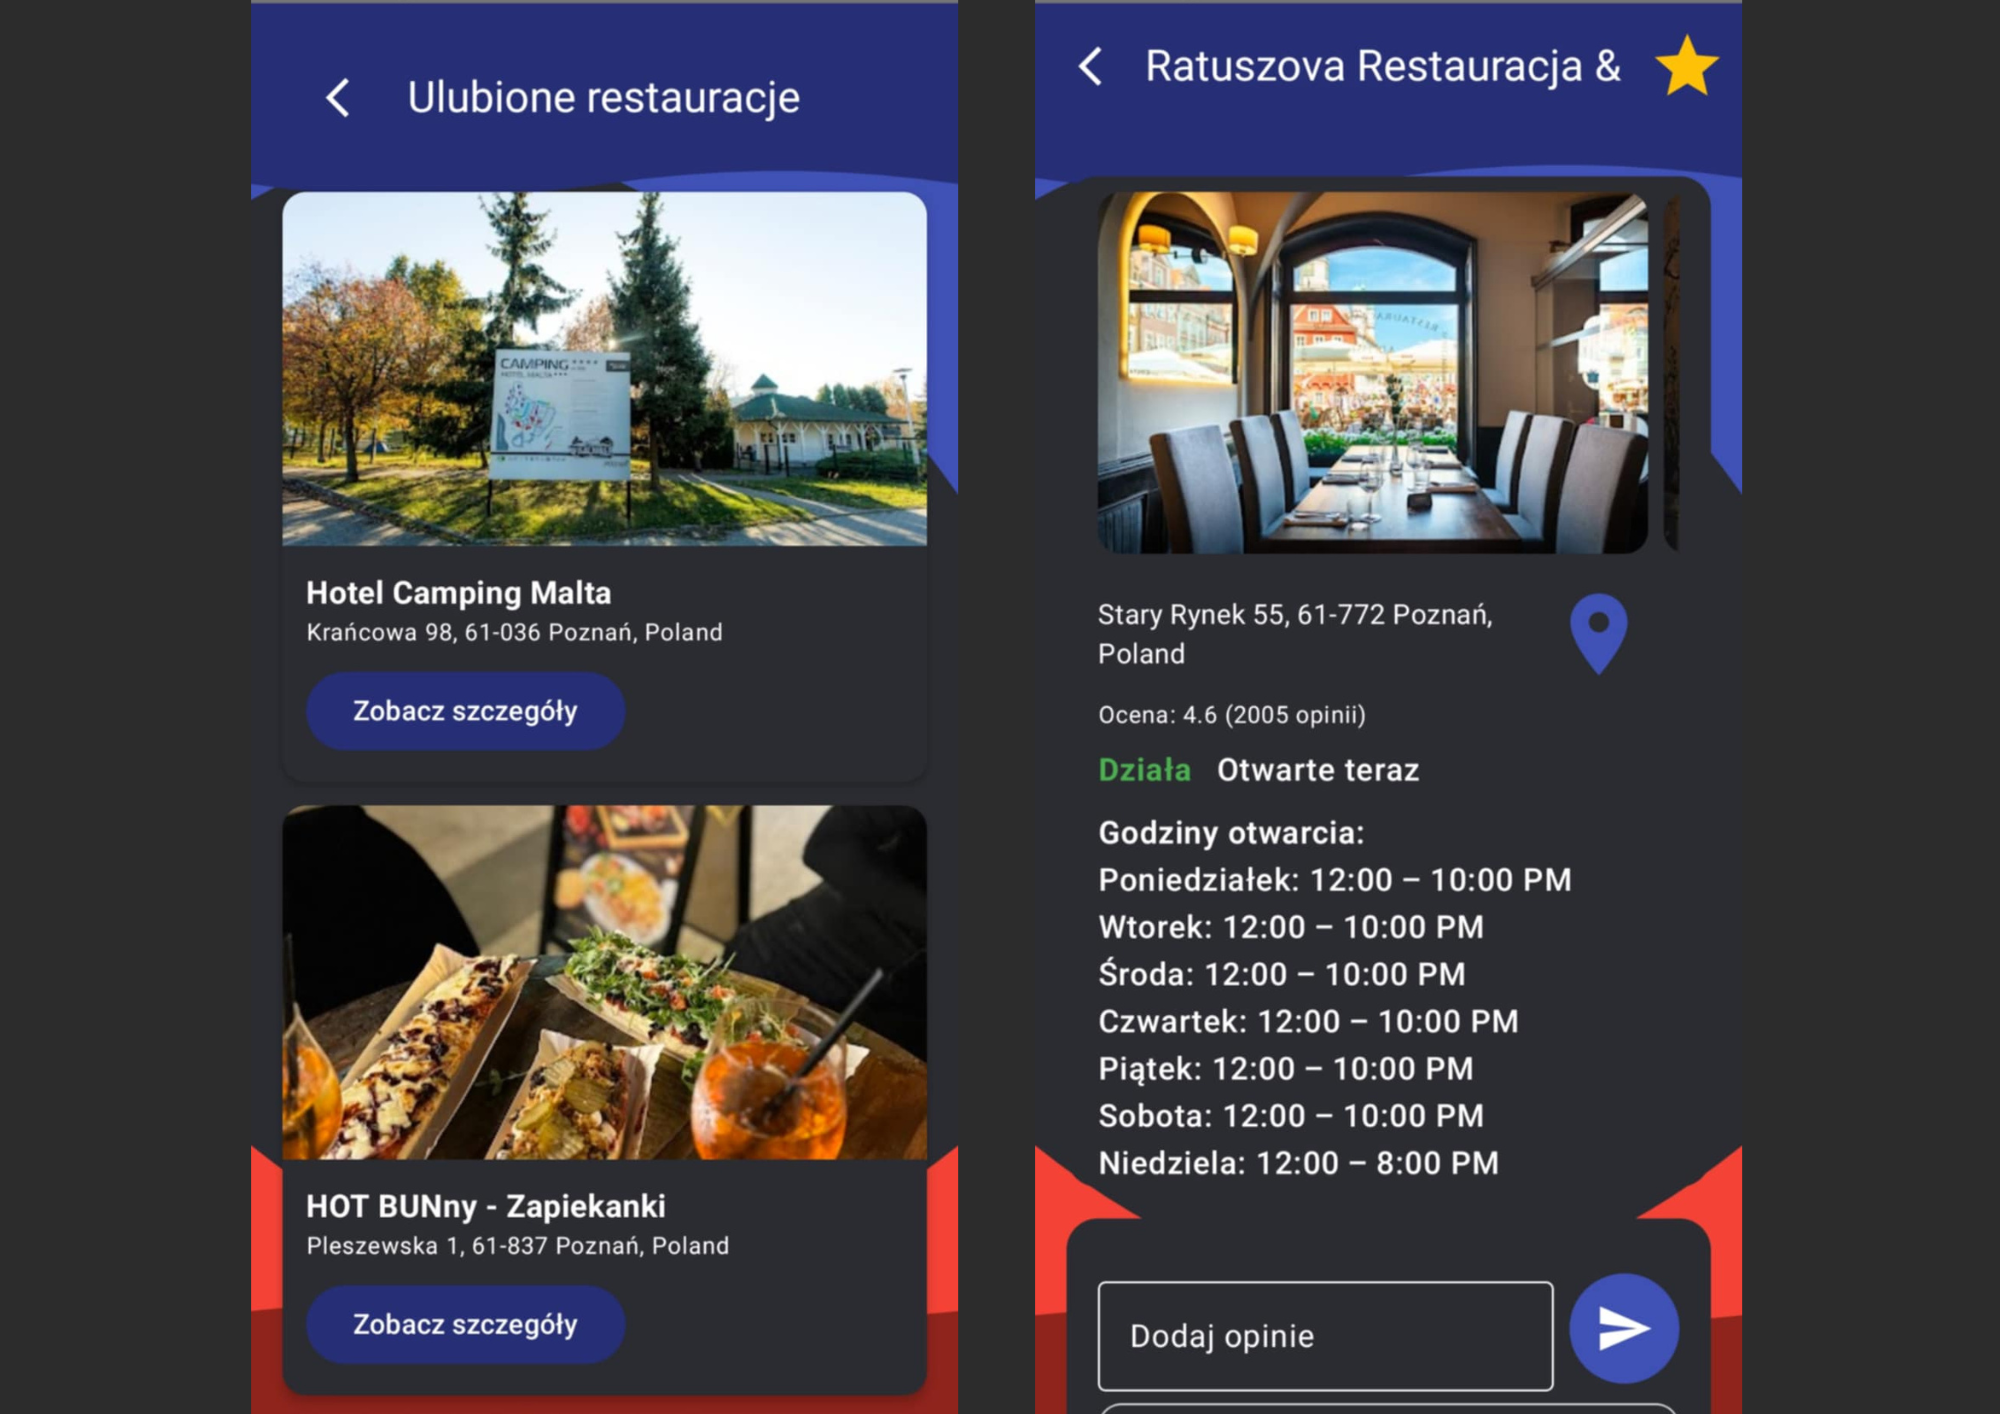 Ulubione restauracje
CAMPING
HOTEL MALTA
Hotel Camping Malta
Krańcowa 98, 61-036 Poznań, Poland
Zobacz szczegóły
HOT BUNny - Zapiekanki
Pleszewska 1, 61-837 Poznań, Poland
Zobacz szczegóły
Ratuszova Restauracja &
Stary Rynek 55, 61-772 Poznań,
Poland
Ocena: 4.6 (2005 opinii)
Działa Otwarte teraz
Godziny otwarcia:
Poniedziałek: 12:00 – 10:00 PM
Wtorek: 12:00 – 10:00 PM
Środa: 12:00 – 10:00 PM
Czwartek: 12:00 – 10:00 PM
Piątek: 12:00 – 10:00 PM
Sobota: 12:00 – 10:00 PM
Niedziela: 12:00 – 8:00 PM
Dodaj opinie